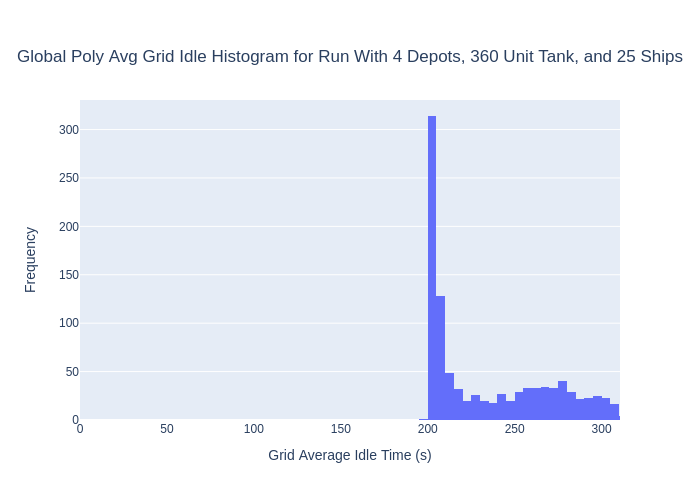 Global Poly Avg Grid Idle Histogram for Run With 4 Depots, 360 Unit Tank, and 25 Ships
300
250
200
150
100
50
0
Frequency
0 50 100 150 200 250 300
Grid Average Idle Time (s)